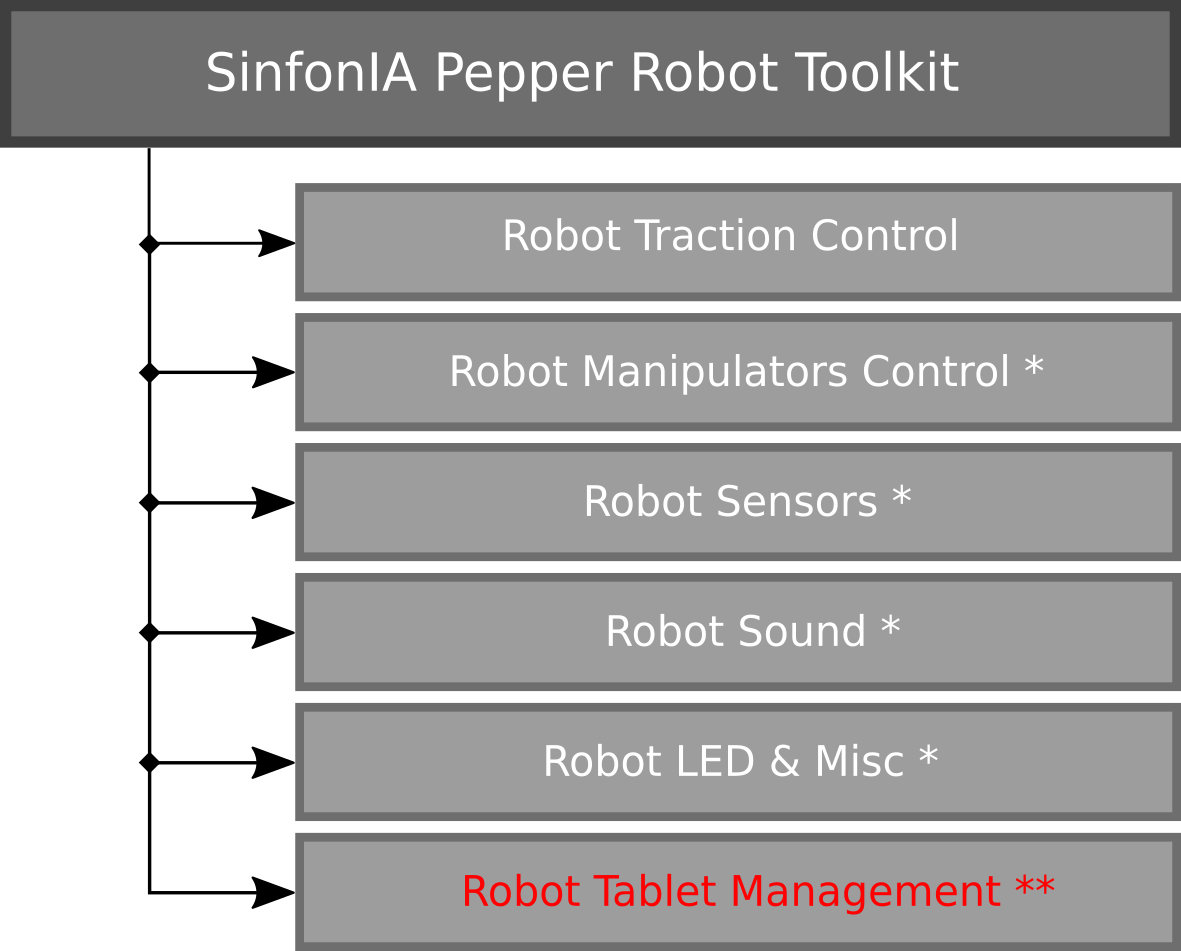 SinfonIA Pepper Robot Toolkit
Robot Traction Control
Robot Manipulators Control *
Robot Sensors *
Robot Sound *
Robot LED & Misc *
Robot Tablet Management **